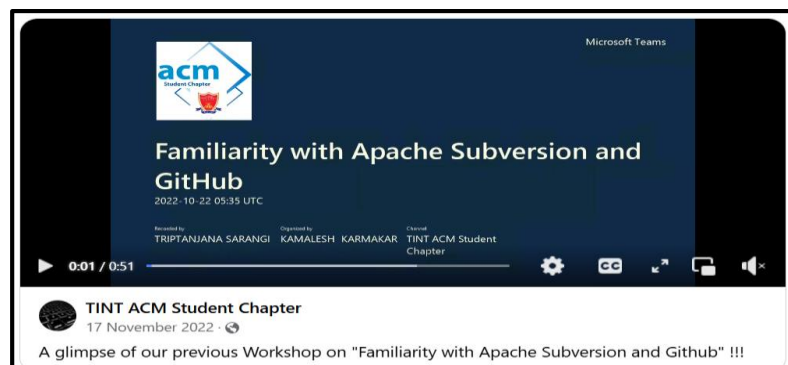 Microsoft Teams
acm
Student Chapter
Familiarity with Apache Subversion and
GitHub
2022-10-22 05:35 UTC
Recorded by
Organized by
Channel
TRIPTANJANA SARANGI
KAMALESH KARMAKAR
TINT ACM Student
Chapter
0:01 / 0:51
CC
TINT ACM Student Chapter
17 November 2022 ·
A glimpse of our previous Workshop on "Familiarity with Apache Subversion and Github" !!!